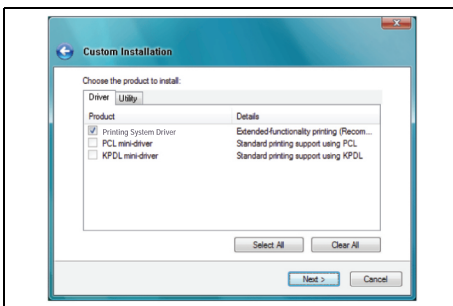 Custom Installation
Choose the product to install:
Driver Utility
Product Details
Printing System Driver Extended-functionality printing (Recom...
PCL mini-driver Standard printing support using PCL
KPDL mini-driver Standard printing support using KPDL
Select All Clear All
Next > Cancel